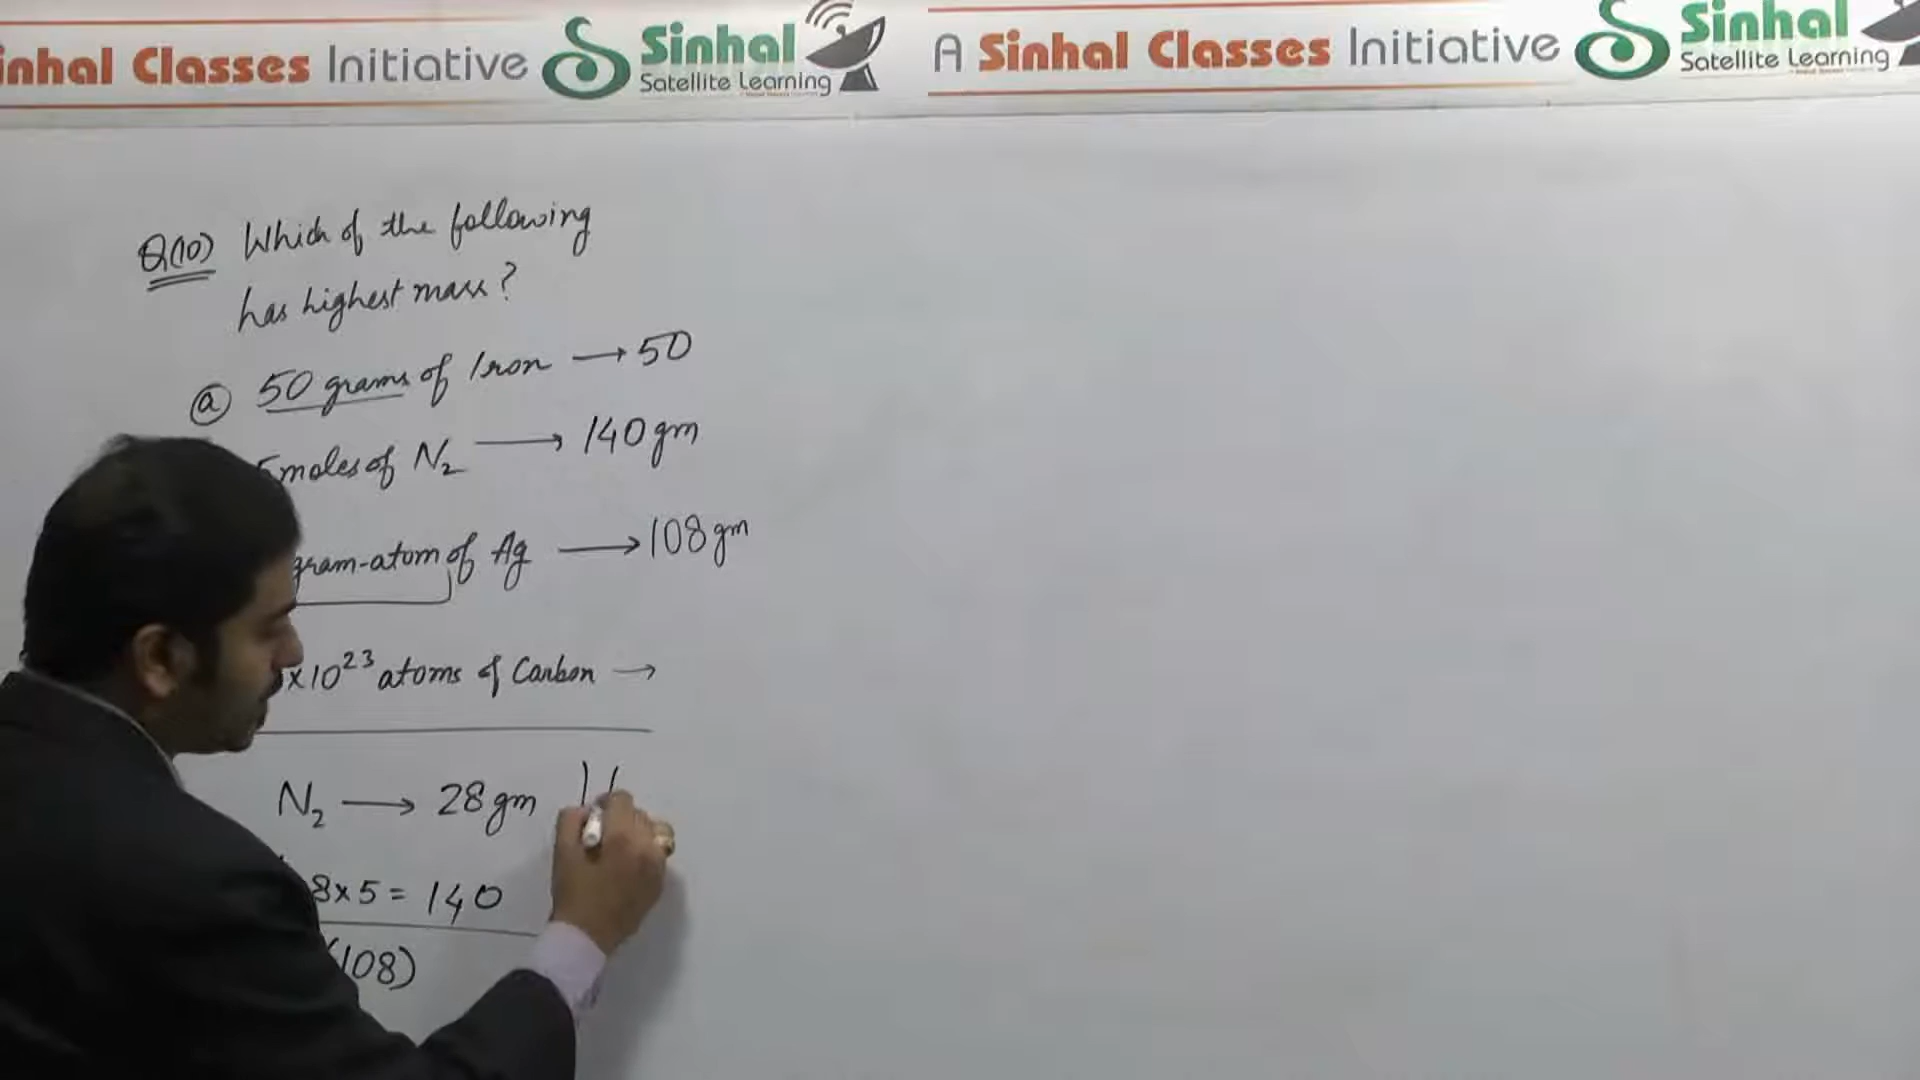 inhal Classes Initiative Sinhal Satellite Learning A Sinhal Classes Initiative Sinhal Satellite Learning
Q(10) Which of the following
has highest mass?
(a) 50 grams of Iron → 50
5 moles of N₂ → 140 gm
gram-atom of Ag → 108 gm
×10²³ atoms of Carbon →
N₂ → 28 gm
8×5 = 140
(108)